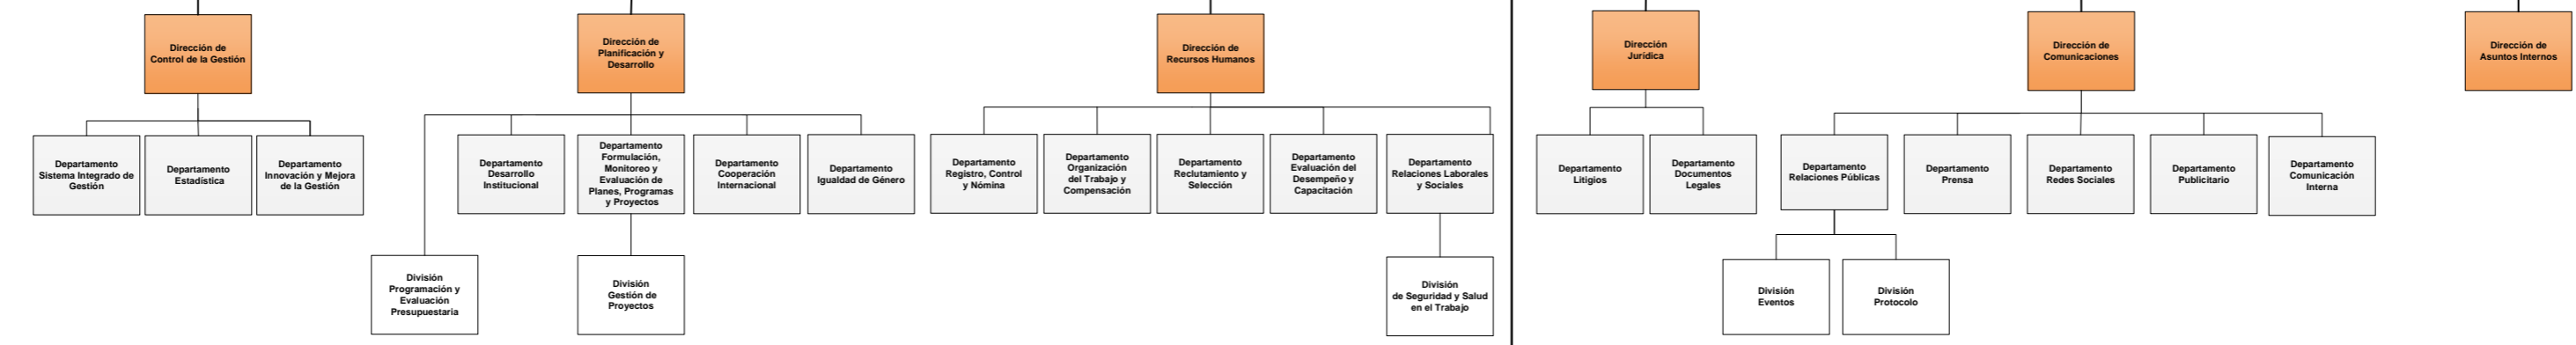 Dirección de
Control de la Gestión
Dirección de
Planificación y
Desarrollo
Dirección de
Recursos Humanos
Dirección
Jurídica
Dirección de
Comunicaciones
Dirección de
Asuntos Internos
Departamento
Sistema Integrado de
Gestión
Departamento
Estadística
Departamento
Innovación y Mejora
de la Gestión
Departamento
Desarrollo
Institucional
Departamento
Formulación,
Monitoreo y
Evaluación de
Planes, Programas
y Proyectos
Departamento
Cooperación
Internacional
Departamento
Igualdad de Género
Departamento
Registro, Control
y Nómina
Departamento
Organización
del Trabajo y
Compensación
Departamento
Reclutamiento y
Selección
Departamento
Evaluación del
Desempeño y
Capacitación
Departamento
Relaciones Laborales
y Sociales
Departamento
Litigios
Departamento
Documentos
Legales
Departamento
Relaciones Públicas
Departamento
Prensa
Departamento
Redes Sociales
Departamento
Publicitario
Departamento
Comunicación
Interna
División
Programación y
Evaluación
Presupuestaria
División
Gestión de
Proyectos
División
de Seguridad y Salud
en el Trabajo
División
Eventos
División
Protocolo